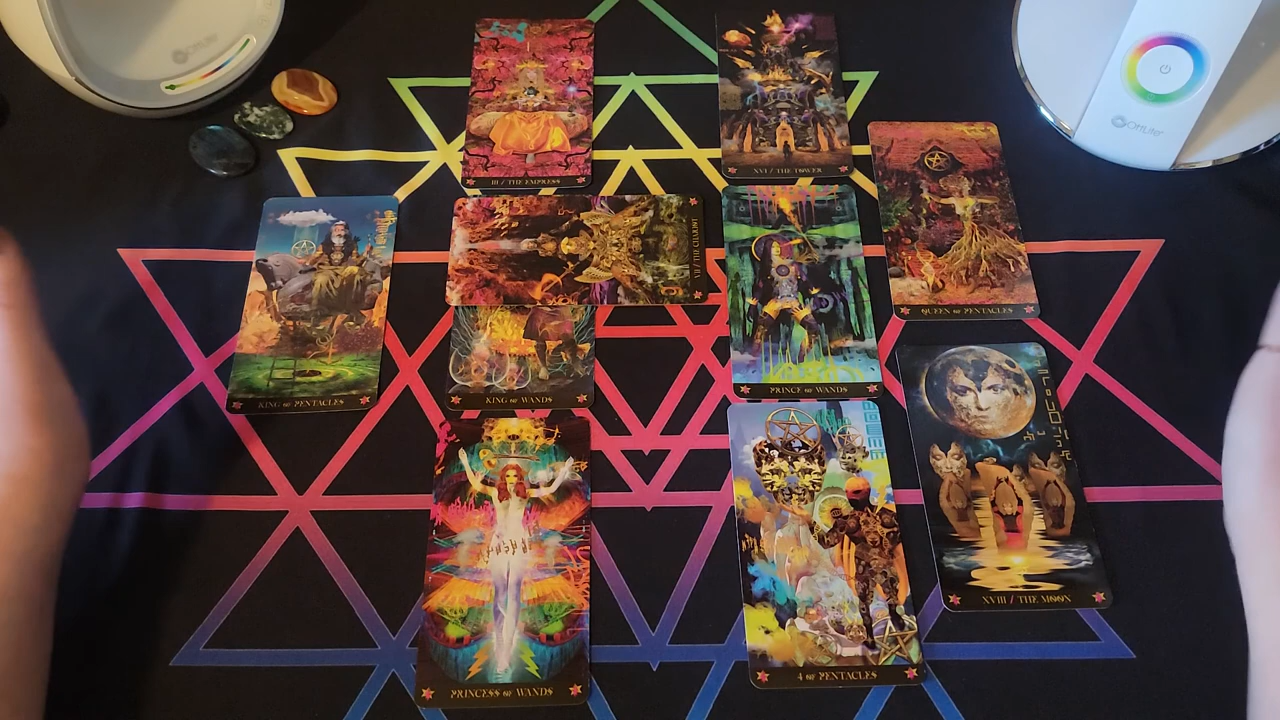 OttLite
III / THE EMPRESS
XVI / THE TOWER
OttLite
QUEEN OF PENTACLES
KING OF PENTACLES
VII / THE CHARIOT
KING OF WANDS
PRINCE OF WANDS
XVIII / THE MOON
PRINCESS OF WANDS
4 OF PENTACLES